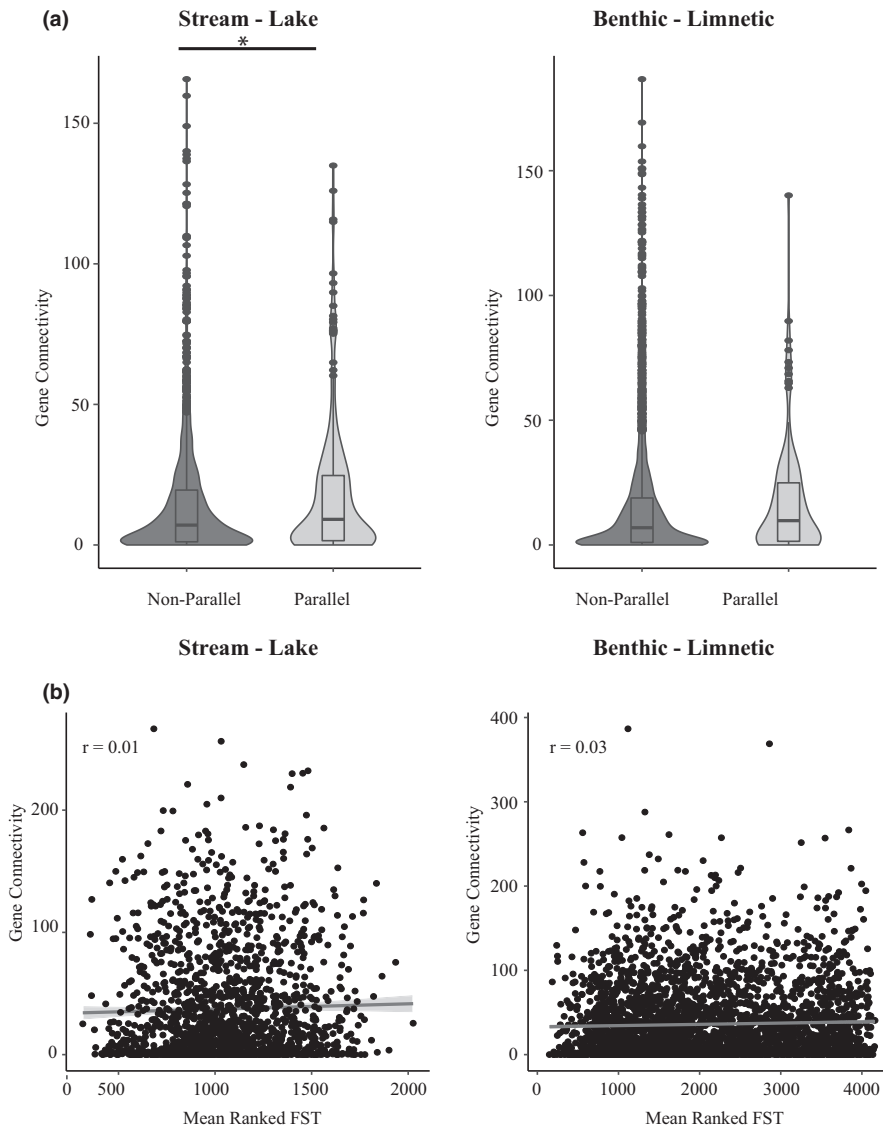 (a)
Stream - Lake
Benthic - Limnetic
*
Gene Connectivity
150
100
50
0
Non-Parallel
Parallel
Gene Connectivity
150
100
50
0
Non-Parallel
Parallel
(b)
Stream - Lake
Benthic - Limnetic
r = 0.01
Gene Connectivity
200
100
0
0
500
1000
1500
2000
Mean Ranked FST
r = 0.03
Gene Connectivity
400
300
200
100
0
0
1000
2000
3000
4000
Mean Ranked FST